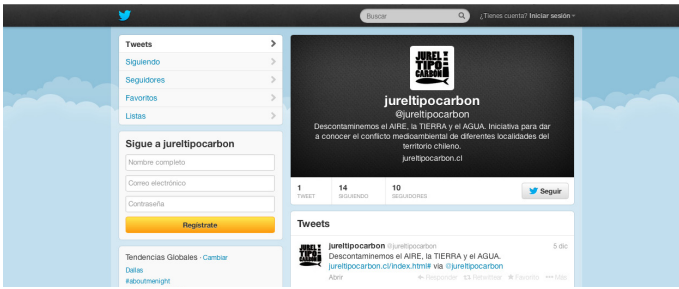 Buscar
¿Tienes cuenta? Iniciar sesión
Tweets
Siguiendo
Seguidores
Favoritos
Listas
Sigue a jureltipocarbon
Nombre completo
Correo electrónico
Contraseña
Regístrate
Tendencias Globales · Cambiar
Dallas
#aboutmenight
JUREL
TIPO
CARBON
jureltipocarbon
@jureltipocarbon
Descontaminemos el AIRE, la TIERRA y el AGUA. Iniciativa para dar
a conocer el conflicto medioambiental de diferentes localidades del
territorio chileno.
jureltipocarbon.cl
1
TWEET
14
SIGUIENDO
10
SEGUIDORES
Seguir
Tweets
JUREL
TIPO
CARBON
jureltipocarbon @jureltipocarbon 5 dic
Descontaminemos el AIRE, la TIERRA y el AGUA.
jureltipocarbon.cl/index.html# via @jureltipocarbon
Abrir Responder Retwittear Favorito Más